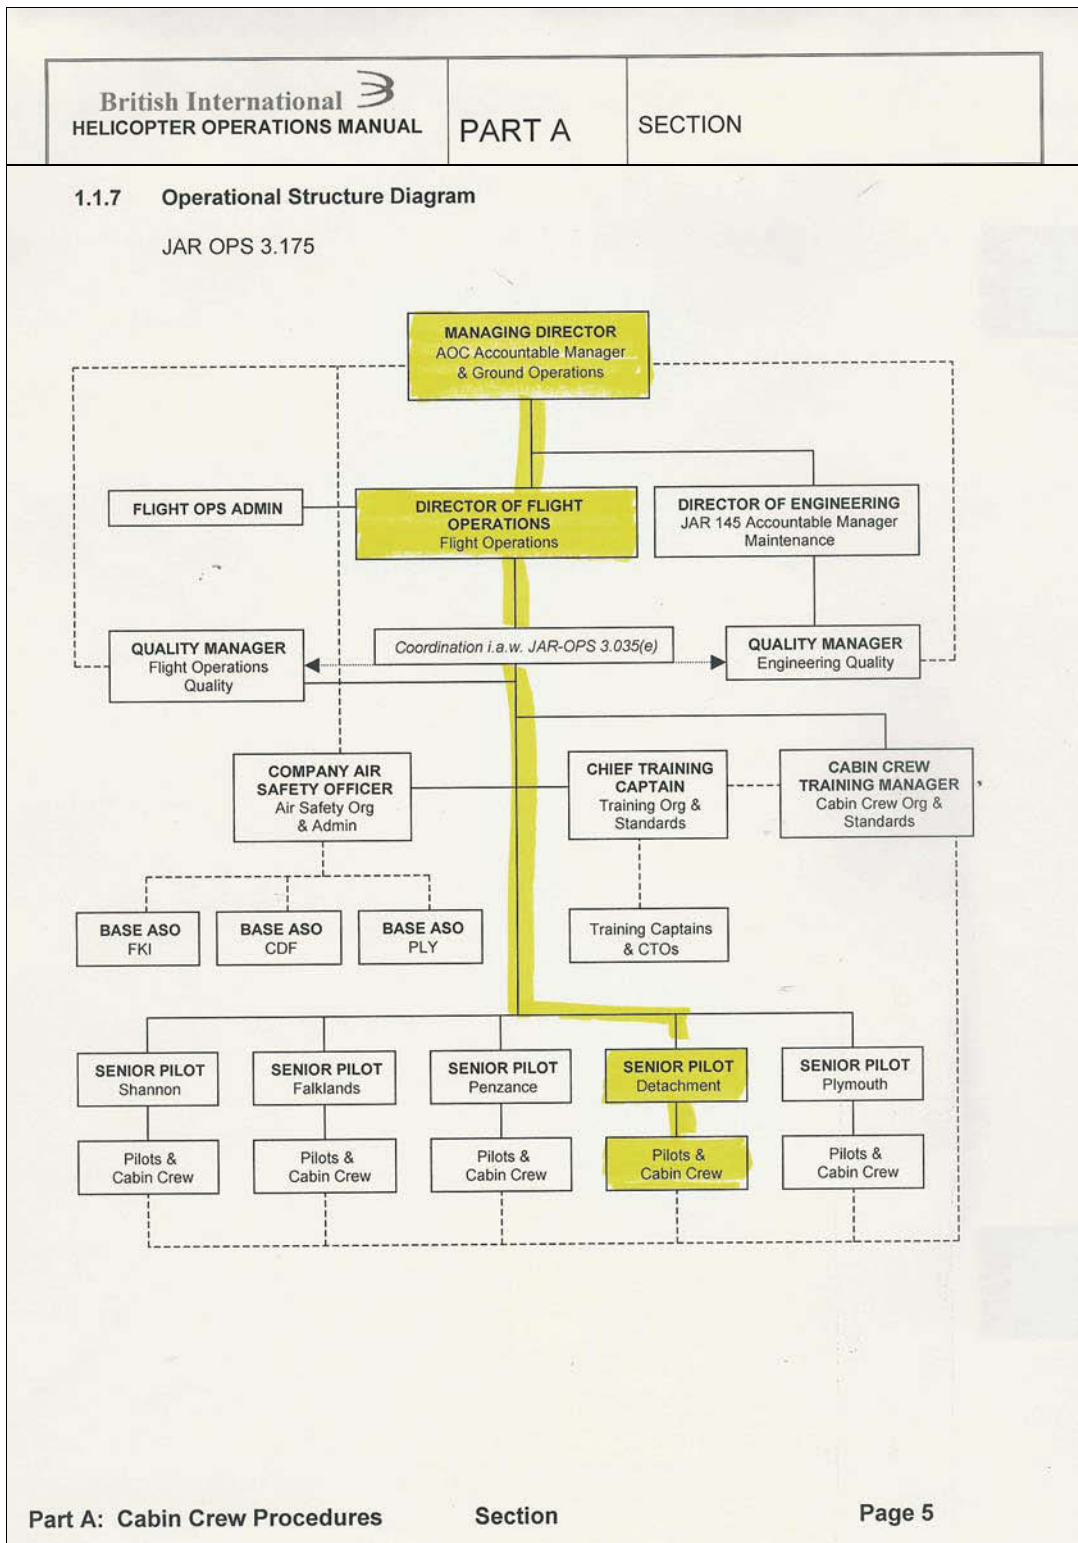 British International
HELICOPTER OPERATIONS MANUAL
PART A
SECTION
1.1.7 Operational Structure Diagram
JAR OPS 3.175
MANAGING DIRECTOR
AOC Accountable Manager
& Ground Operations
FLIGHT OPS ADMIN
DIRECTOR OF FLIGHT
OPERATIONS
Flight Operations
DIRECTOR OF ENGINEERING
JAR 145 Accountable Manager
Maintenance
QUALITY MANAGER
Flight Operations
Quality
Coordination i.a.w. JAR-OPS 3.035(e)
QUALITY MANAGER
Engineering Quality
COMPANY AIR
SAFETY OFFICER
Air Safety Org
& Admin
CHIEF TRAINING
CAPTAIN
Training Org &
Standards
CABIN CREW
TRAINING MANAGER
Cabin Crew Org &
Standards
BASE ASO
FKI
BASE ASO
CDF
BASE ASO
PLY
Training Captains
& CTOs
SENIOR PILOT
Shannon
SENIOR PILOT
Falklands
SENIOR PILOT
Penzance
SENIOR PILOT
Detachment
SENIOR PILOT
Plymouth
Pilots &
Cabin Crew
Pilots &
Cabin Crew
Pilots &
Cabin Crew
Pilots &
Cabin Crew
Pilots &
Cabin Crew
Part A: Cabin Crew Procedures
Section
Page 5